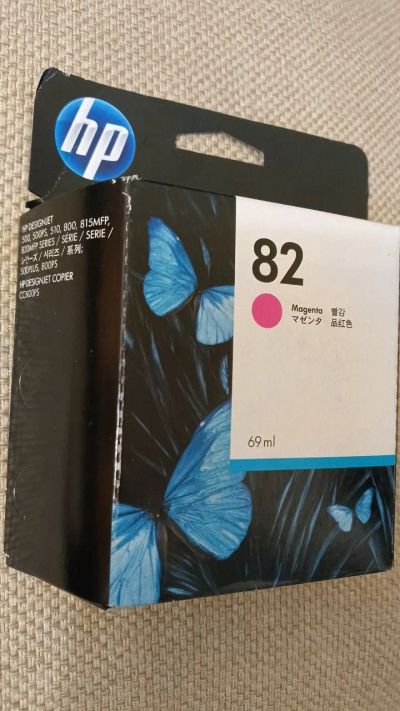 hp
HP DESIGNJET
500, 500PS, 510, 800, 815MFP,
820MFP SERIES / SERIE / SERIE /
シリーズ / 시리즈 / 系列;
500PLUS, 800PS
HP DESIGNJET COPIER
CC800PS
82
Magenta 빨강
マゼンタ 品紅色
69 ml